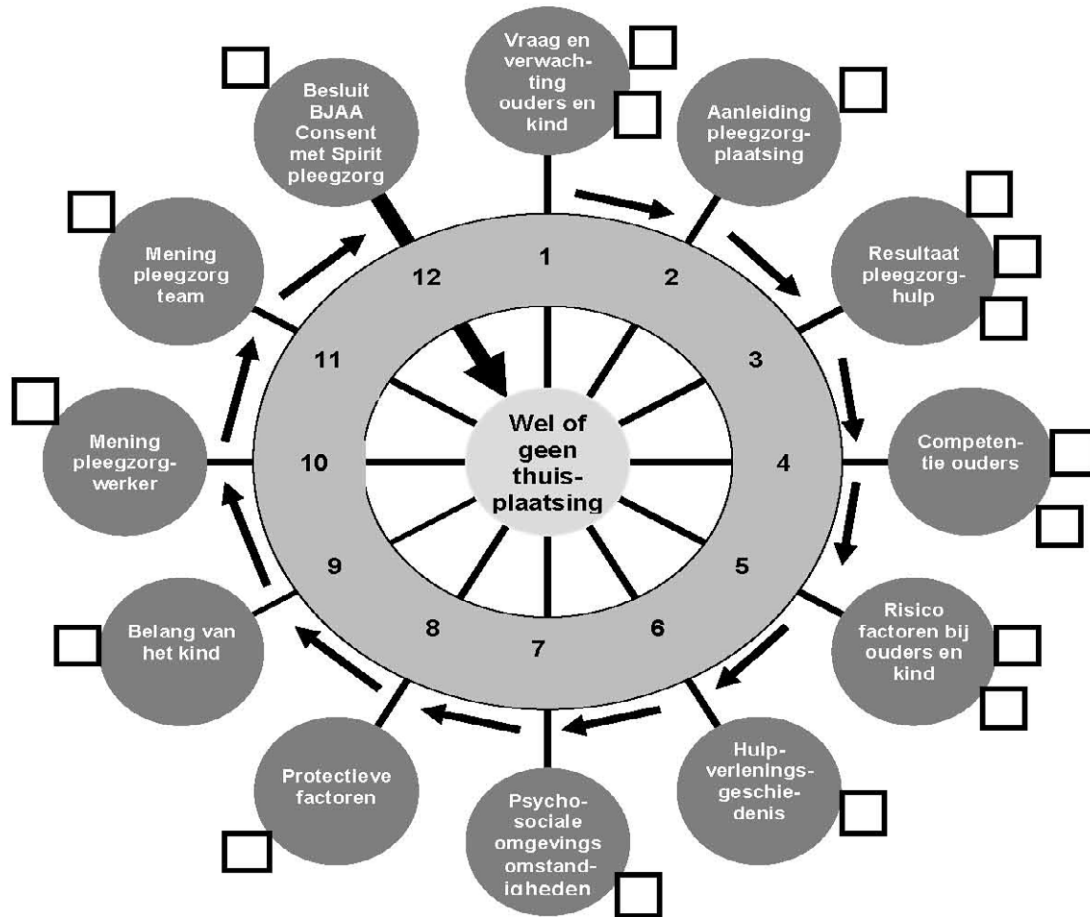 Vraag en
verwach-
ting
ouders en
kind
Aanleiding
pleegzorg-
plaatsing
Resultaat
pleegzorg-
hulp
Competen-
tie ouders
Risico
factoren bij
ouders en
kind
Hulp-
verlenings-
geschie-
denis
Psycho-
sociale
omgevings
omstand-
igheden
Protectieve
factoren
Belang van
het kind
Mening
pleegzorg-
werker
Mening
pleegzorg
team
Besluit
BJAA
Consent
met Spirit
pleegzorg
1
2
3
4
5
6
7
8
9
10
11
12
Wel of
geen
thuis-
plaatsing